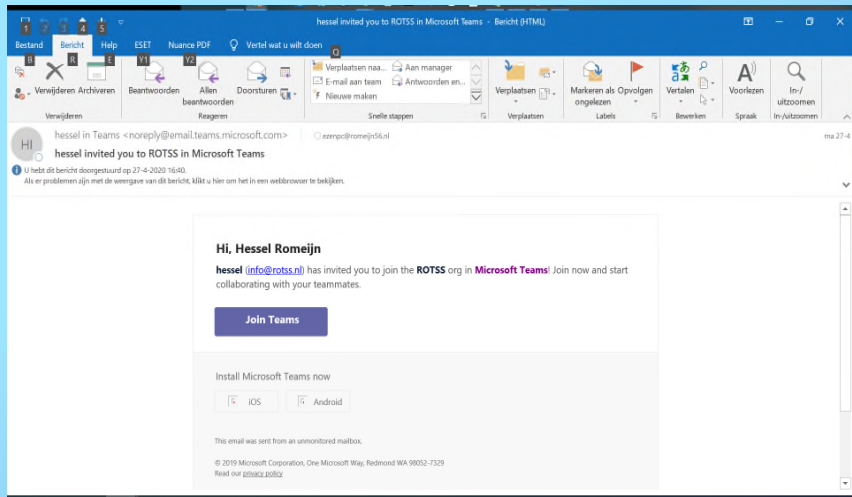 hessel invited you to ROTSS in Microsoft Teams - Bericht (HTML)
1 2 3 4 5
Bestand Bericht Help ESET Nuance PDF Vertel wat u wilt doen
B R E Y1 Y2 Q
Verwijderen Archiveren
Beantwoorden Allen beantwoorden Doorsturen
Verplaatsen naa... Aan manager
E-mail aan team Antwoorden en...
Nieuwe maken
Verplaatsen
Markeren als ongelezen Opvolgen
Vertalen
Voorlezen
In-/ uitzoomen
Verwijderen Reageren Snelle stappen Verplaatsen Labels Bewerken Spraak In-/uitzoomen
HI
hessel in Teams <noreply@email.teams.microsoft.com> ezenpc@romeijn56.nl
ma 27-4
hessel invited you to ROTSS in Microsoft Teams
U hebt dit bericht doorgestuurd op 27-4-2020 16:40.
Als er problemen zijn met de weergave van dit bericht, klikt u hier om het in een webbrowser te bekijken.
Hi, Hessel Romeijn
hessel (info@rotss.nl) has invited you to join the ROTSS org in Microsoft Teams! Join now and start
collaborating with your teammates.
Join Teams
Install Microsoft Teams now
iOS Android
This email was sent from an unmonitored mailbox.
© 2019 Microsoft Corporation, One Microsoft Way, Redmond WA 98052-7329
Read our privacy policy